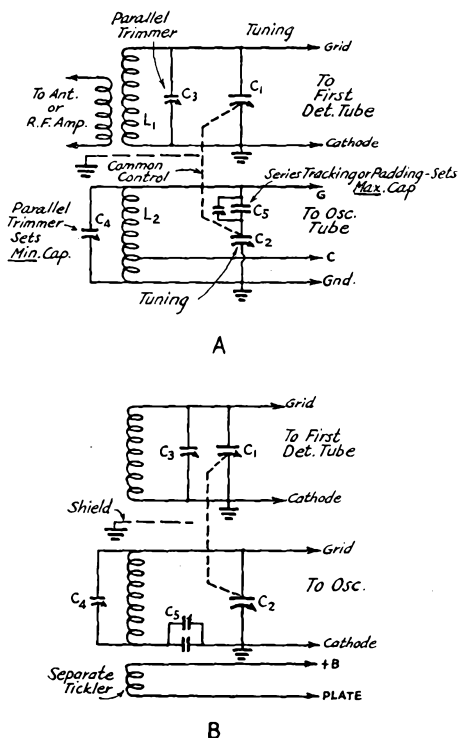 Parallel
Trimmer
Tuning
Grid
To Ant.
or
R.F. Amp.
L1
C3
C1
To
First
Det. Tube
Cathode
Common
Control
Series Tracking or Padding-Sets
Max. Cap
G
Parallel
Trimmer
Sets
Min. Cap.
C4
L2
C5
C2
To Osc.
Tube
C
Tuning
Gnd.
A
Grid
C3
C1
To First
Det. Tube
Cathode
Shield
Grid
C4
C5
C2
To Osc.
Cathode
+B
Separate
Tickler
PLATE
B